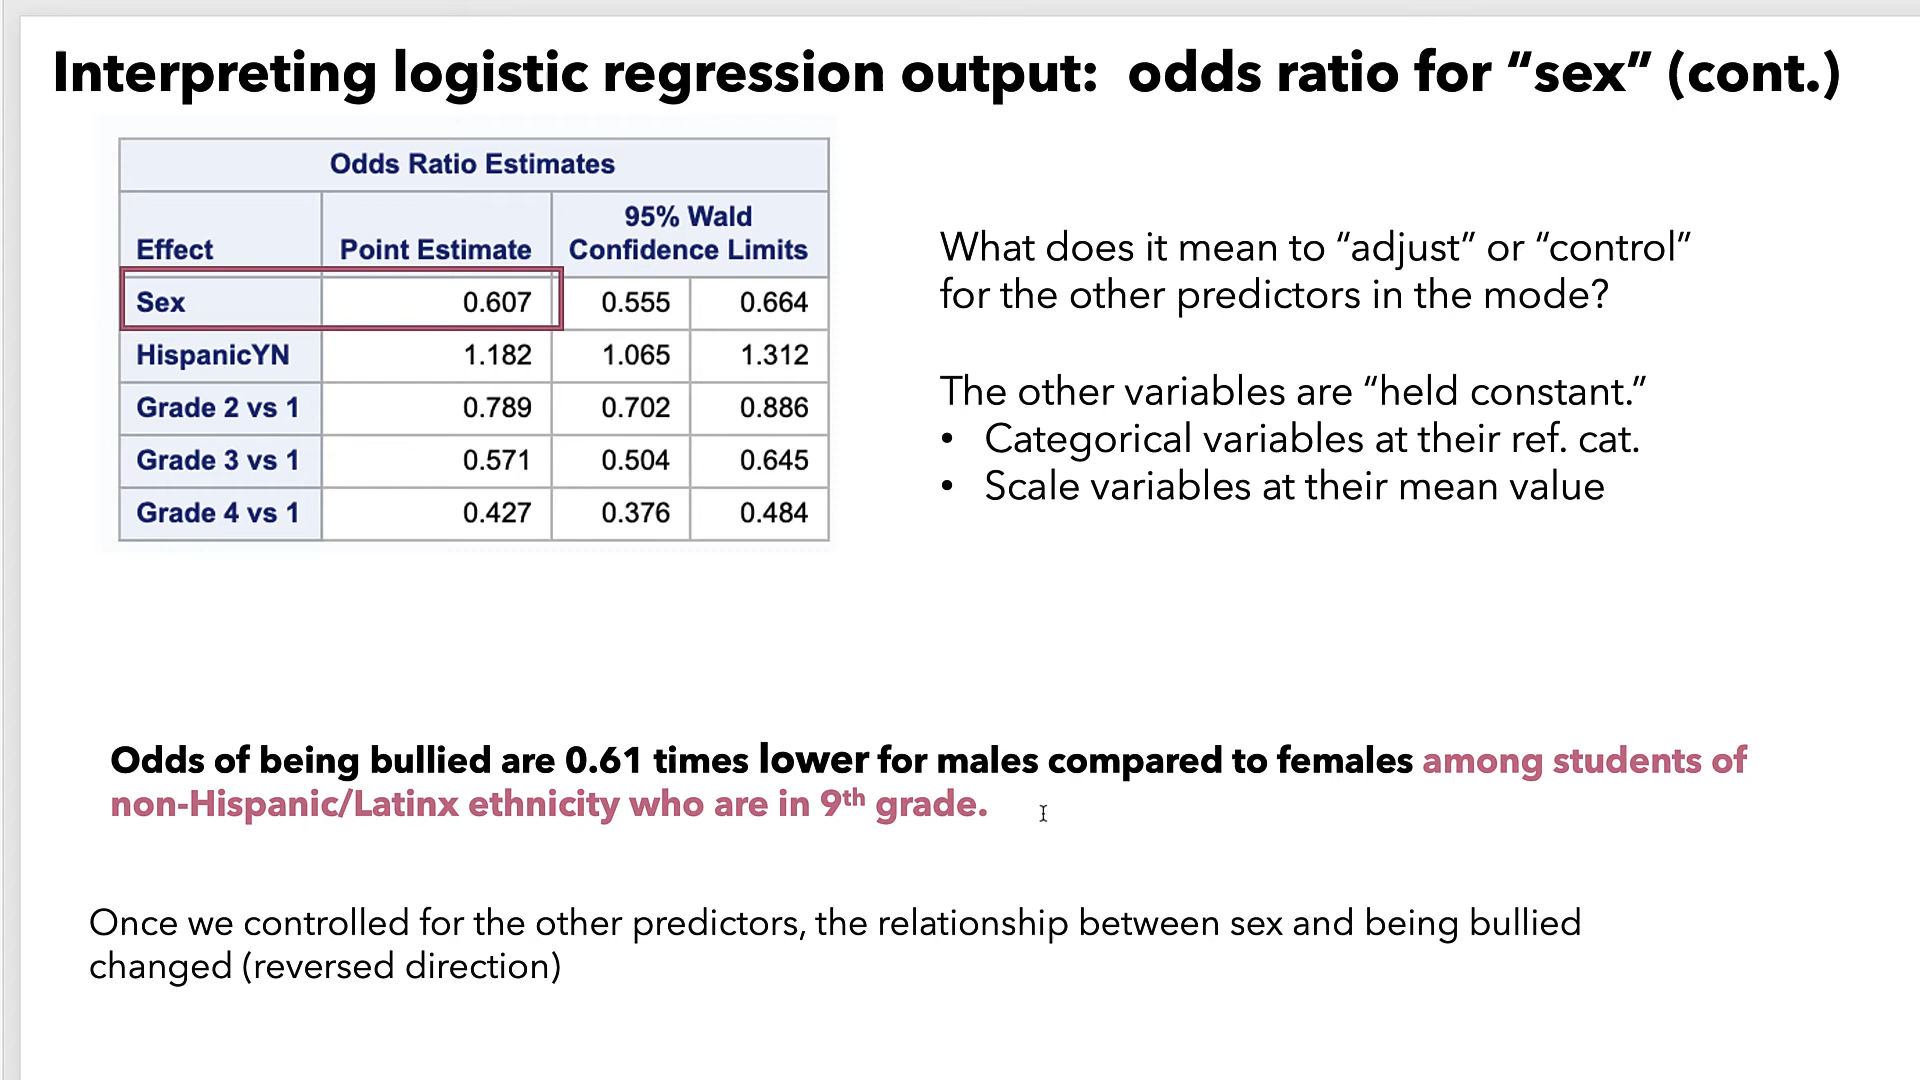 Interpreting logistic regression output:  odds ratio for “sex” (cont.)
Odds Ratio Estimates
Effect Point Estimate 95% Wald Confidence Limits
Sex 0.607 0.555 0.664
HispanicYN 1.182 1.065 1.312
Grade 2 vs 1 0.789 0.702 0.886
Grade 3 vs 1 0.571 0.504 0.645
Grade 4 vs 1 0.427 0.376 0.484
What does it mean to “adjust” or “control”
for the other predictors in the mode?
The other variables are “held constant.”
• Categorical variables at their ref. cat.
• Scale variables at their mean value
Odds of being bullied are 0.61 times lower for males compared to females among students of
non-Hispanic/Latinx ethnicity who are in 9th grade.
Once we controlled for the other predictors, the relationship between sex and being bullied
changed (reversed direction)